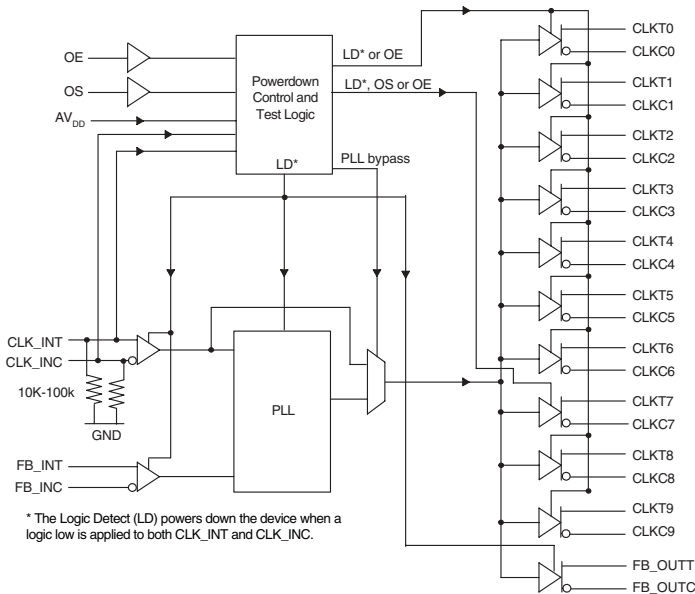 OE
OS
AV_DD
Powerdown
Control and
Test Logic
LD*
LD* or OE
LD*, OS or OE
PLL bypass
CLK_INT
CLK_INC
10K-100k
GND
FB_INT
FB_INC
PLL
CLKT0
CLKC0
CLKT1
CLKC1
CLKT2
CLKC2
CLKT3
CLKC3
CLKT4
CLKC4
CLKT5
CLKC5
CLKT6
CLKC6
CLKT7
CLKC7
CLKT8
CLKC8
CLKT9
CLKC9
FB_OUTT
FB_OUTC
* The Logic Detect (LD) powers down the device when a
logic low is applied to both CLK_INT and CLK_INC.